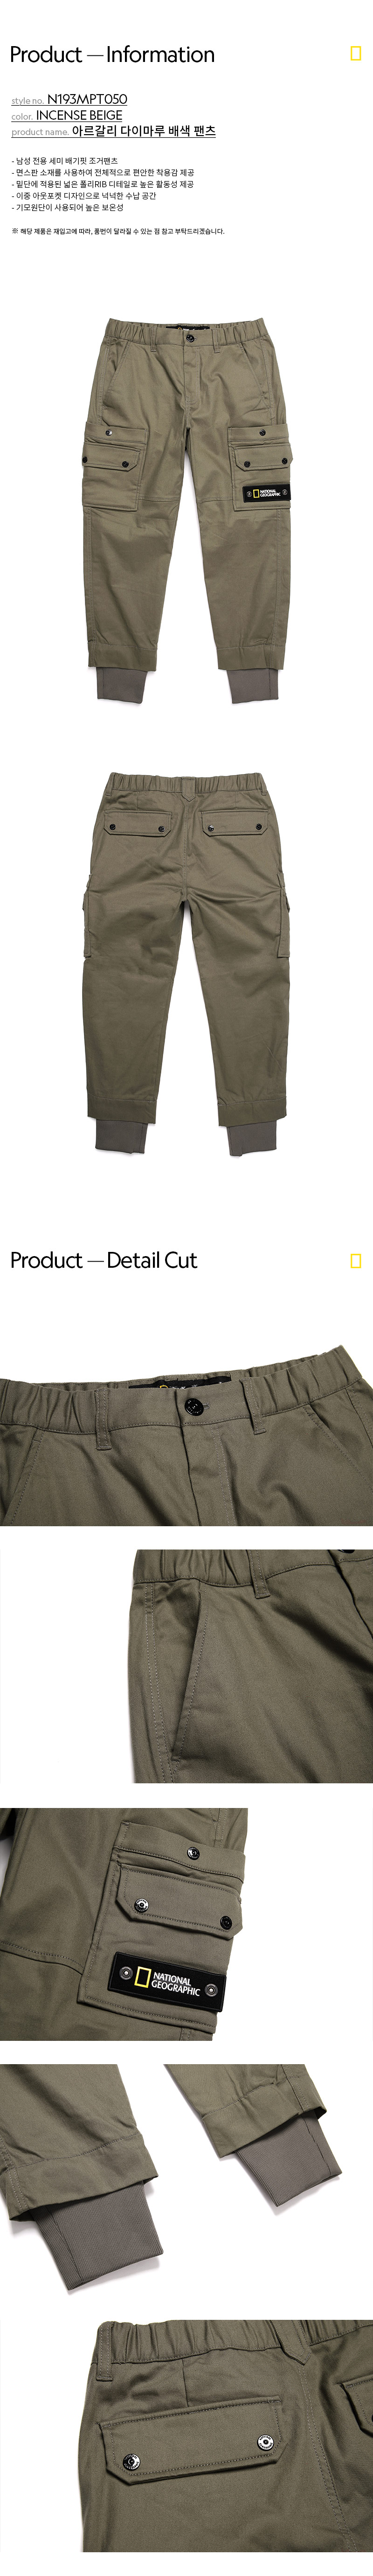 Product — Information
style no. N193MPT050
color. INCENSE BEIGE
product name. 아르갈리 다이마루 배색 팬츠
- 남성 전용 세미 배기핏 조거팬츠
- 면스판 소재를 사용하여 전체적으로 편안한 착용감 제공
- 밑단에 적용된 넓은 폴리RIB 디테일로 높은 활동성 제공
- 이중 아웃포켓 디자인으로 넉넉한 수납 공간
- 기모원단이 사용되어 높은 보온성
※ 해당 제품은 재입고에 따라, 품번이 달라질 수 있는 점 참고 부탁드리겠습니다.
NATIONAL
GEOGRAPHIC
Product — Detail Cut
NATIONAL
GEOGRAPHIC